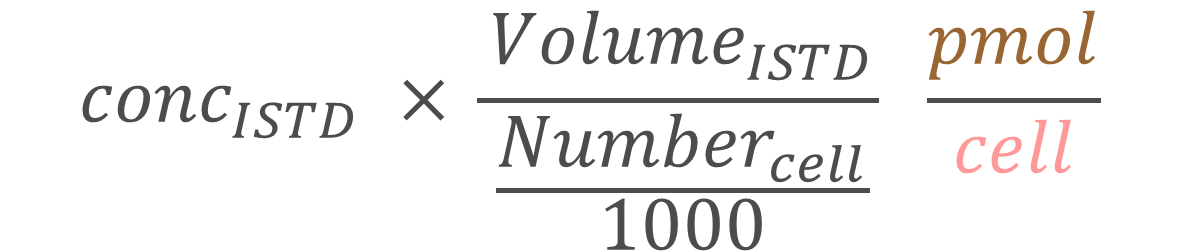 conc_ISTD × Volume_ISTD pmol
Number_cell cell
1000